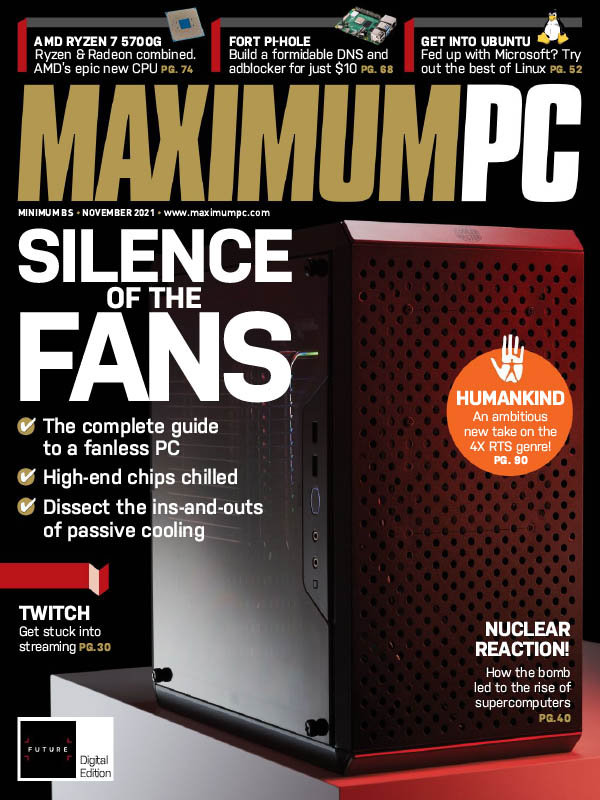 AMD RYZEN 7 5700G
Ryzen & Radeon combined.
AMD's epic new CPU PG. 74
FORT PI-HOLE
Build a formidable DNS and
adblocker for just $10 PG. 68
GET INTO UBUNTU
Fed up with Microsoft? Try
out the best of Linux PG. 52
MAXIMUMPC
MINIMUM BS • NOVEMBER 2021 • www.maximumpc.com
SILENCE
OF THE
FANS
The complete guide
to a fanless PC
High-end chips chilled
Dissect the ins-and-outs
of passive cooling
HUMANKIND
An ambitious
new take on the
4X RTS genre!
PG. 90
TWITCH
Get stuck into
streaming PG.30
NUCLEAR
REACTION!
How the bomb
led to the rise of
supercomputers
PG.40
FUTURE
Digital
Edition